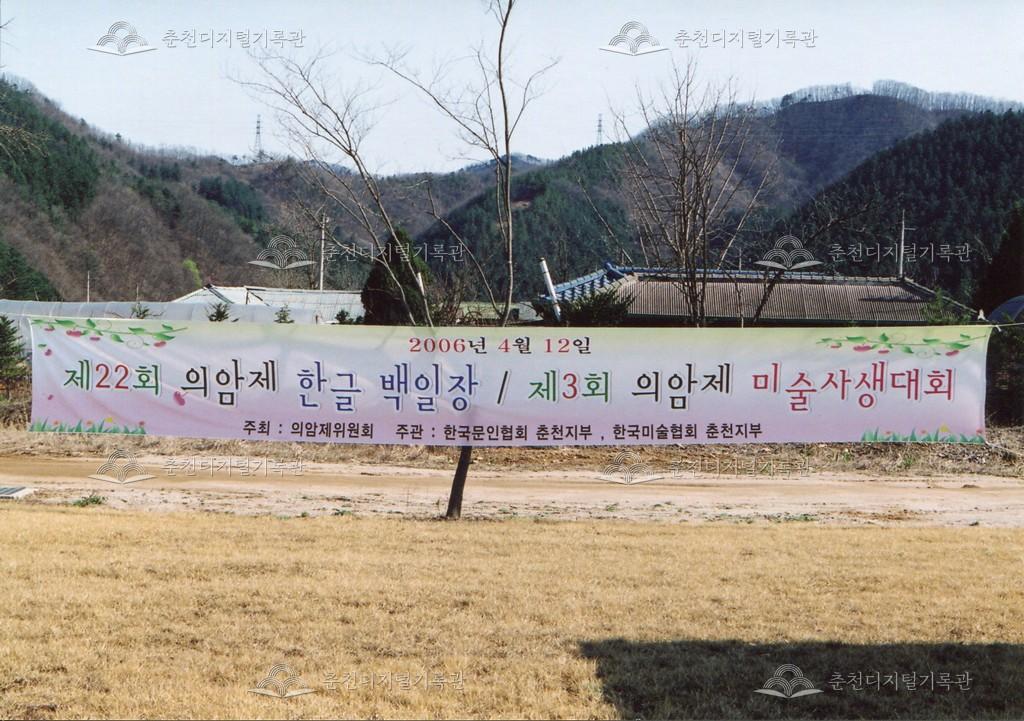 춘천디지털기록관 춘천디지털기록관
춘천디지털기록관 춘천디지털기록관
2006년 4월 12일
제22회 의암제 한글 백일장 / 제3회 의암제 미술사생대회
주최 : 의암제위원회 주관 : 한국문인협회 춘천지부 , 한국미술협회 춘천지부
춘천디지털기록관 춘천디지털기록관
춘천디지털기록관 춘천디지털기록관